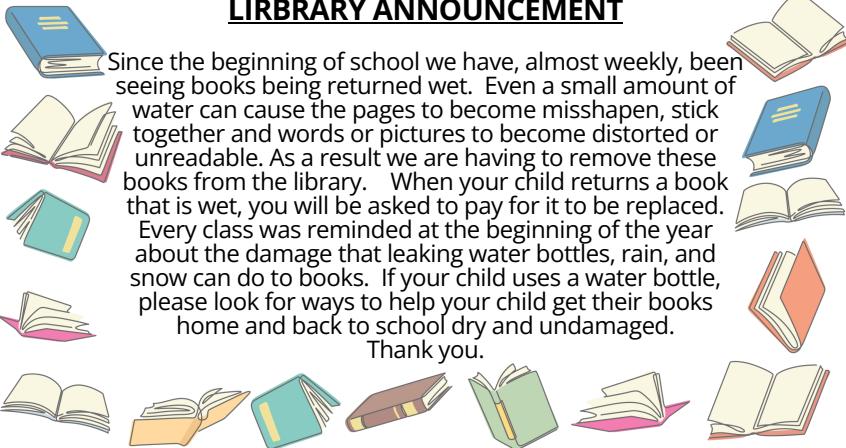 LIRBRARY ANNOUNCEMENT
Since the beginning of school we have, almost weekly, been
seeing books being returned wet.  Even a small amount of
water can cause the pages to become misshapen, stick
together and words or pictures to become distorted or
unreadable. As a result we are having to remove these
books from the library.    When your child returns a book
that is wet, you will be asked to pay for it to be replaced.
Every class was reminded at the beginning of the year
about the damage that leaking water bottles, rain, and
snow can do to books.  If your child uses a water bottle,
please look for ways to help your child get their books
home and back to school dry and undamaged.
Thank you.